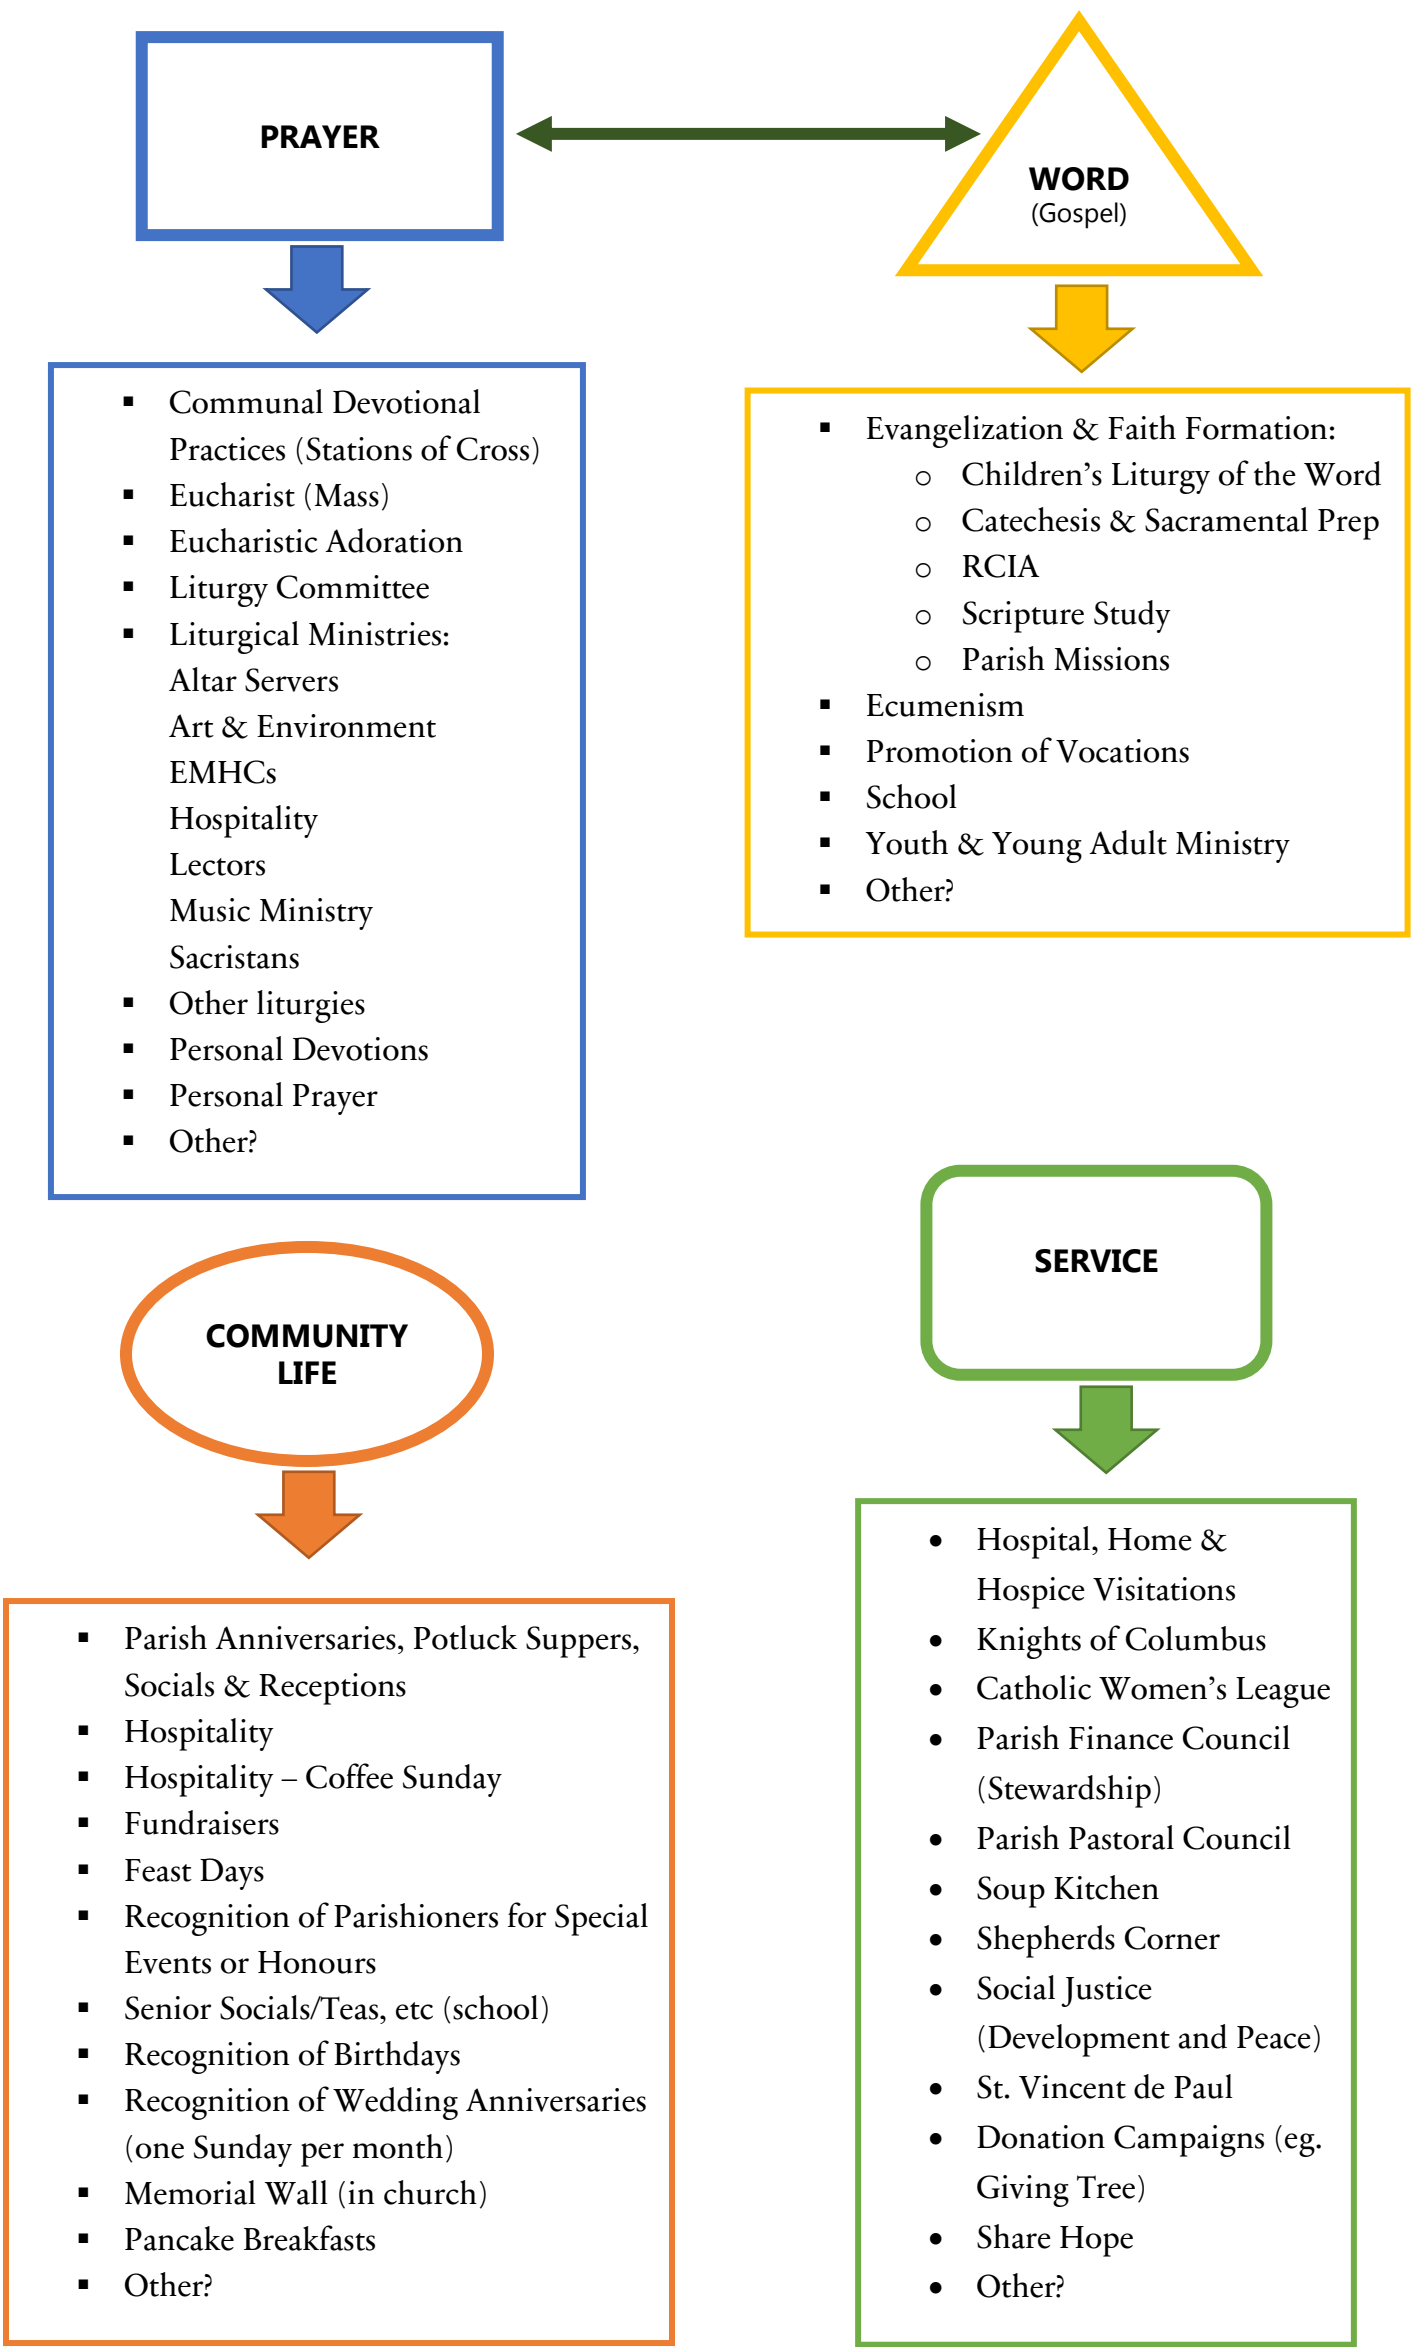 PRAYER
WORD
(Gospel)
▪ Communal Devotional
Practices (Stations of Cross)
▪ Eucharist (Mass)
▪ Eucharistic Adoration
▪ Liturgy Committee
▪ Liturgical Ministries:
Altar Servers
Art & Environment
EMHCs
Hospitality
Lectors
Music Ministry
Sacristans
▪ Other liturgies
▪ Personal Devotions
▪ Personal Prayer
▪ Other?
▪ Evangelization & Faith Formation:
o Children’s Liturgy of the Word
o Catechesis & Sacramental Prep
o RCIA
o Scripture Study
o Parish Missions
▪ Ecumenism
▪ Promotion of Vocations
▪ School
▪ Youth & Young Adult Ministry
▪ Other?
COMMUNITY
LIFE
▪ Parish Anniversaries, Potluck Suppers,
Socials & Receptions
▪ Hospitality
▪ Hospitality – Coffee Sunday
▪ Fundraisers
▪ Feast Days
▪ Recognition of Parishioners for Special
Events or Honours
▪ Senior Socials/Teas, etc (school)
▪ Recognition of Birthdays
▪ Recognition of Wedding Anniversaries
(one Sunday per month)
▪ Memorial Wall (in church)
▪ Pancake Breakfasts
▪ Other?
SERVICE
• Hospital, Home &
Hospice Visitations
• Knights of Columbus
• Catholic Women’s League
• Parish Finance Council
(Stewardship)
• Parish Pastoral Council
• Soup Kitchen
• Shepherds Corner
• Social Justice
(Development and Peace)
• St. Vincent de Paul
• Donation Campaigns (eg.
Giving Tree)
• Share Hope
• Other?